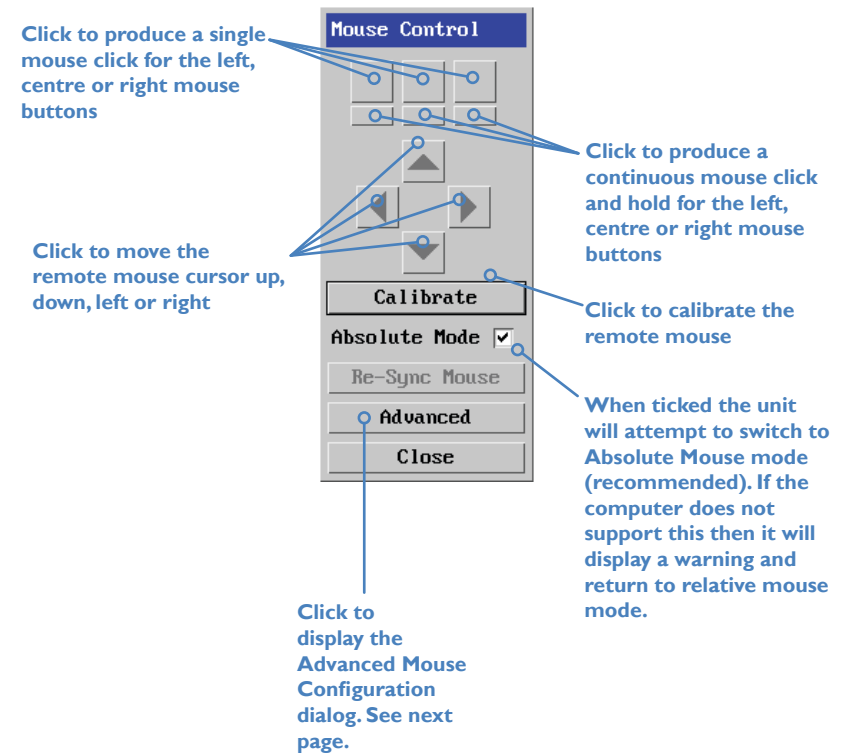 Click to produce a single
mouse click for the left,
centre or right mouse
buttons
Mouse Control
Click to produce a
continuous mouse click
and hold for the left,
centre or right mouse
buttons
Click to move the
remote mouse cursor up,
down, left or right
Calibrate
Click to calibrate the
remote mouse
Absolute Mode
Re-Sync Mouse
Advanced
Close
When ticked the unit
will attempt to switch to
Absolute Mouse mode
(recommended). If the
computer does not
support this then it will
display a warning and
return to relative mouse
mode.
Click to
display the
Advanced Mouse
Configuration
dialog. See next
page.